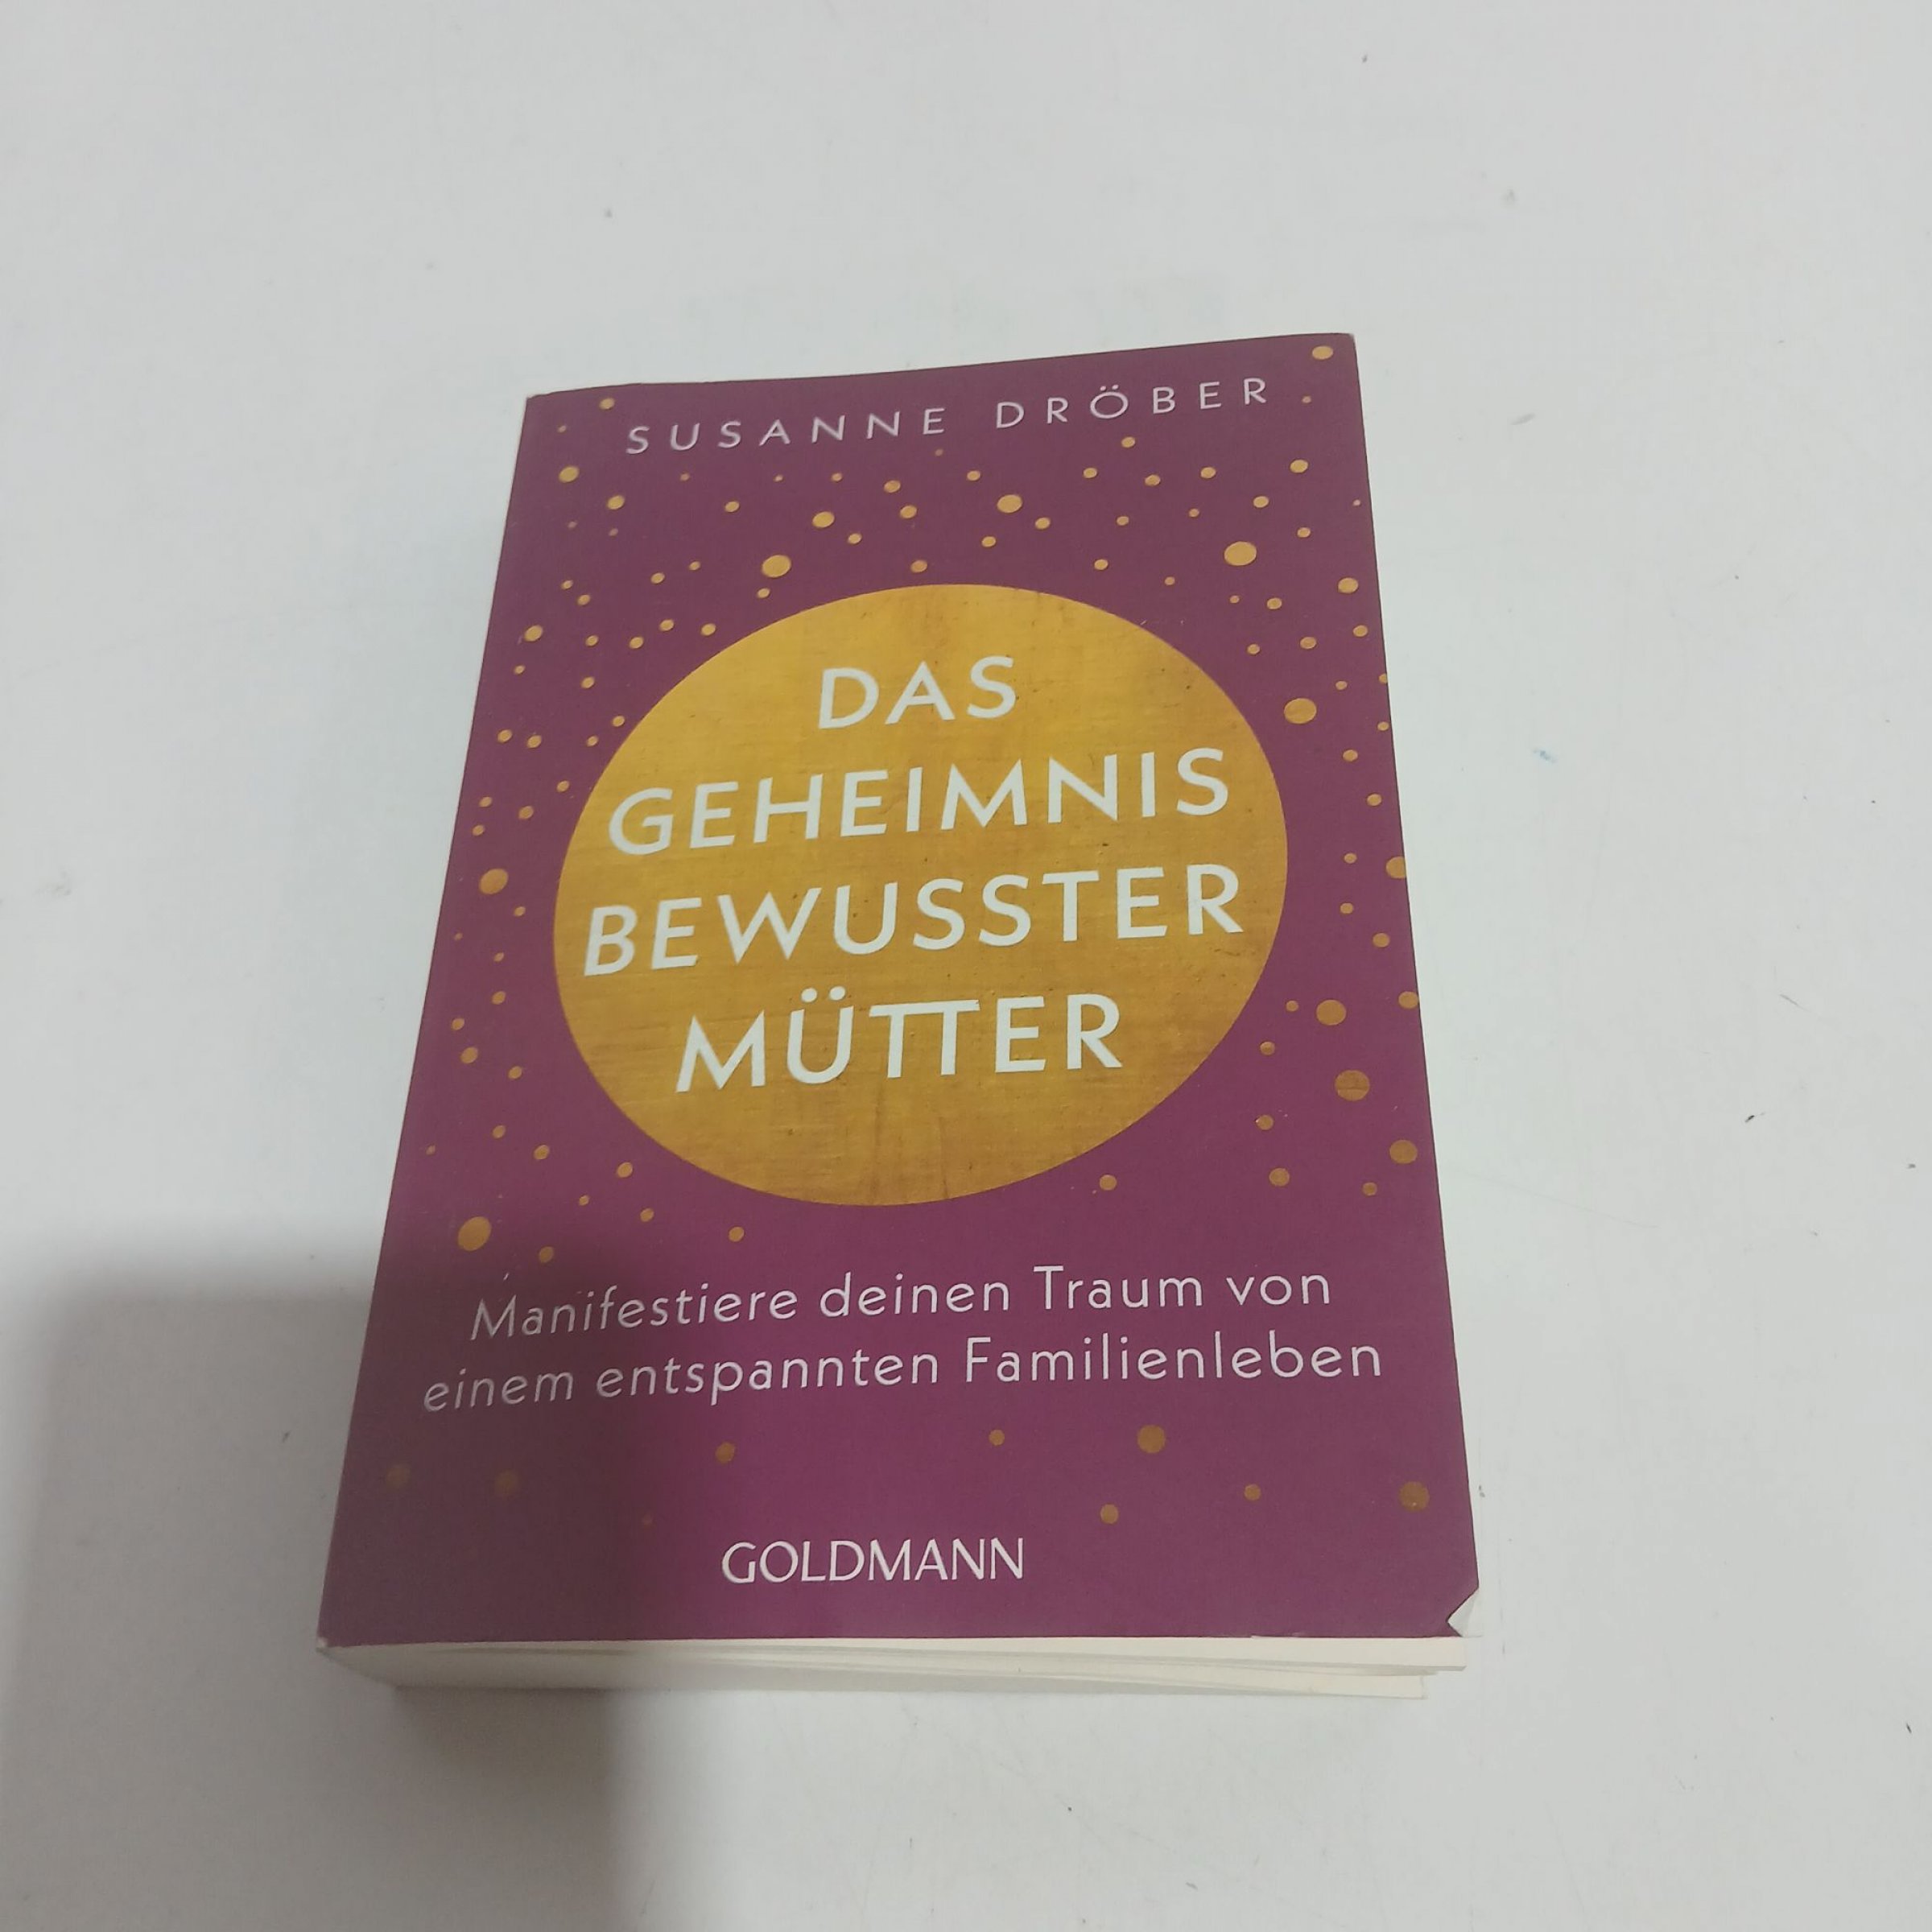 SUSANNE DRÖBER
DAS
GEHEIMNIS
BEWUSSTER
MÜTTER
Manifestiere deinen Traum von
einem entspannten Familienleben
GOLDMANN